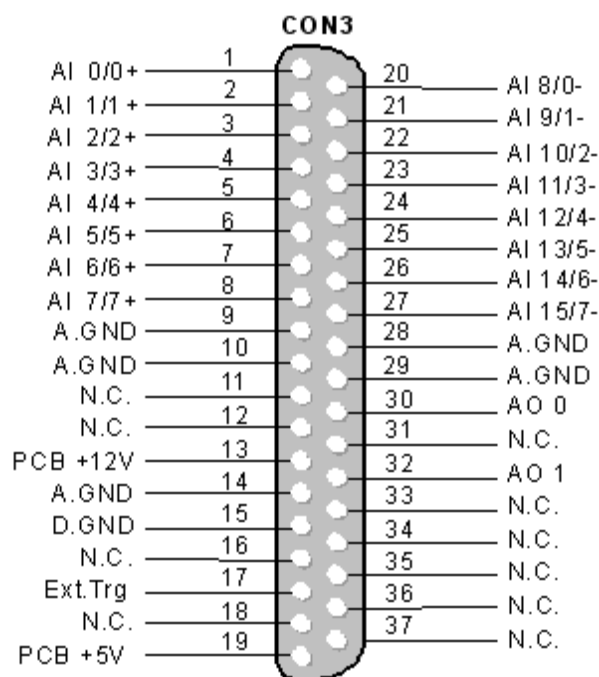 CON3
AI 0/0+ 1
AI 1/1+ 2
AI 2/2+ 3
AI 3/3+ 4
AI 4/4+ 5
AI 5/5+ 6
AI 6/6+ 7
AI 7/7+ 8
A.GND 9
A.GND 10
N.C. 11
N.C. 12
PCB +12V 13
A.GND 14
D.GND 15
N.C. 16
Ext.Trg 17
N.C. 18
PCB +5V 19
20 AI 8/0-
21 AI 9/1-
22 AI 10/2-
23 AI 11/3-
24 AI 12/4-
25 AI 13/5-
26 AI 14/6-
27 AI 15/7-
28 A.GND
29 A.GND
30 AO 0
31 N.C.
32 AO 1
33 N.C.
34 N.C.
35 N.C.
36 N.C.
37 N.C.